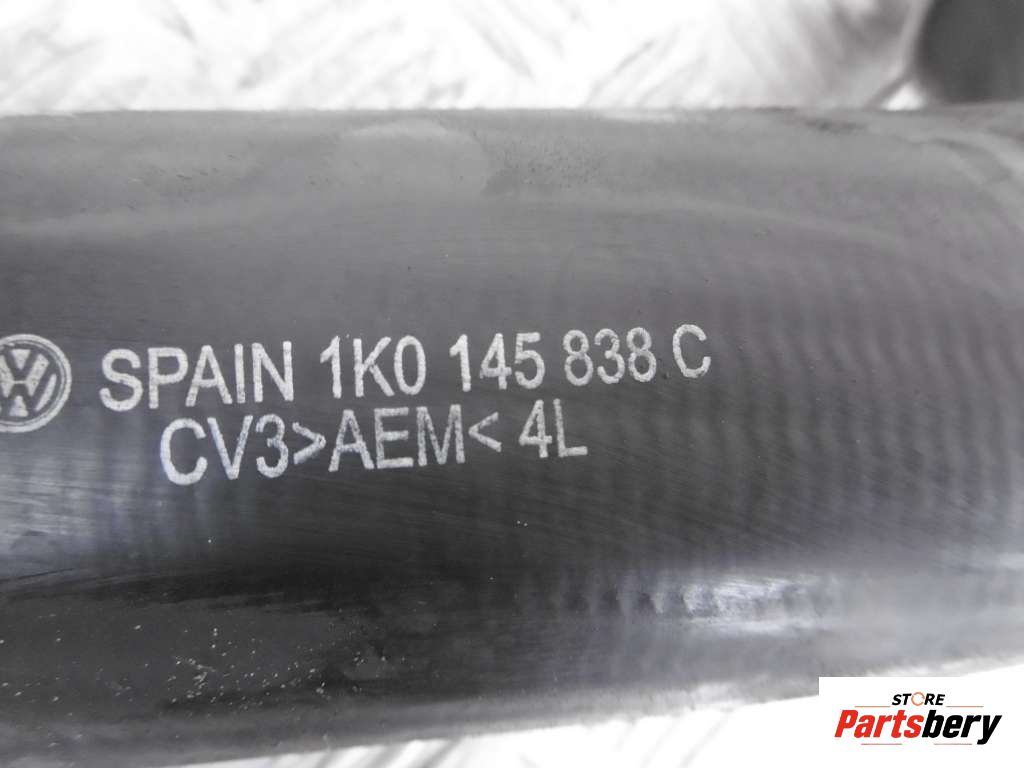 SPAIN 1K0 145 838 C
CV3>AEM< 4L
STORE
Partsbery